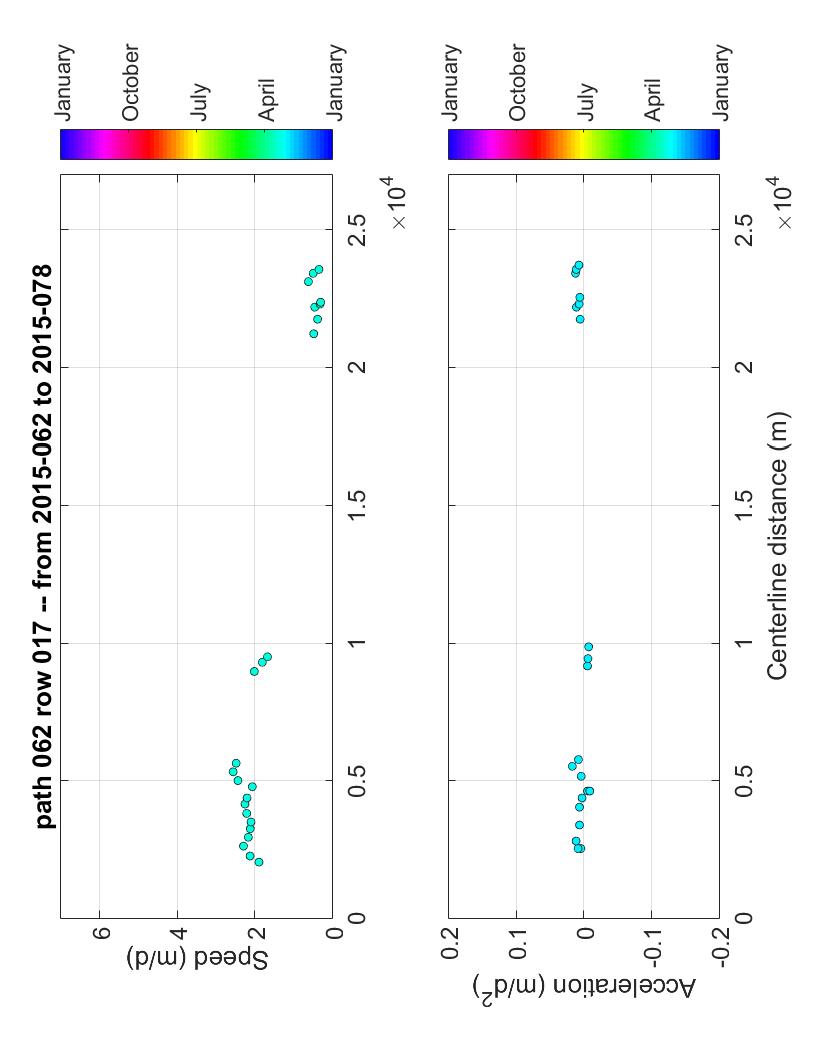 path 062 row 017 -- from 2015-062 to 2015-078
Speed (m/d)
6
4
2
0
0
0.5
1
1.5
2
2.5
×10^4
January
October
July
April
January
Acceleration (m/d^2)
0.2
0.1
0
-0.1
-0.2
0
0.5
1
1.5
2
2.5
×10^4
Centerline distance (m)
January
October
July
April
January